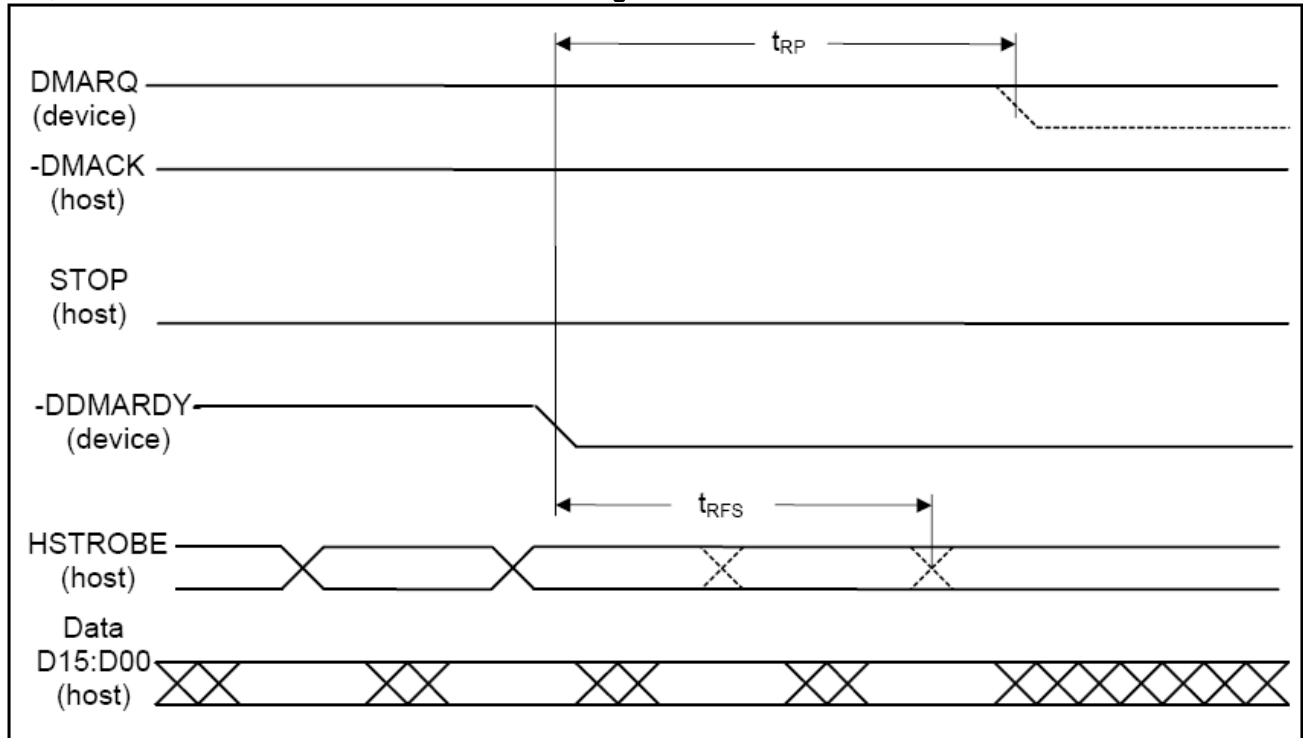 tRP
DMARQ
(device)
-DMACK
(host)
STOP
(host)
-DDMARDY
(device)
tRFS
HSTROBE
(host)
Data
D15:D00
(host)